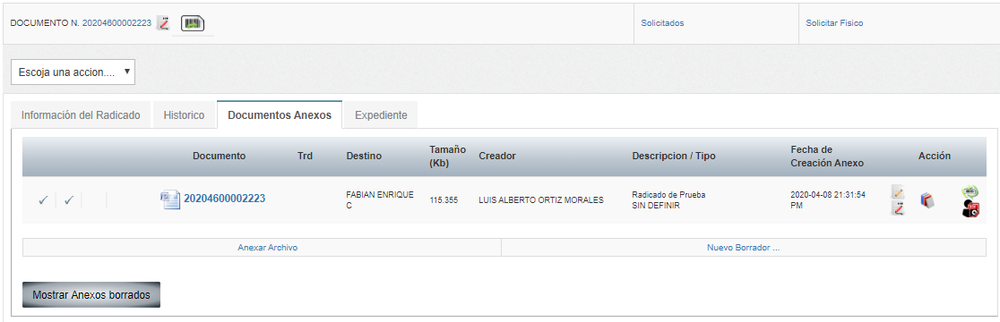 DOCUMENTO N. 20204600002223
Solicitados
Solicitar Fisico
Escoja una accion....
Información del Radicado
Historico
Documentos Anexos
Expediente
Documento
Trd
Destino
Tamaño
(Kb)
Creador
Descripcion / Tipo
Fecha de
Creación Anexo
Acción
20204600002223
FABIAN ENRIQUE
C
115.355
LUIS ALBERTO ORTIZ MORALES
Radicado de Prueba
SIN DEFINIR
2020-04-08 21:31:54
PM
Anexar Archivo
Nuevo Borrador ...
Mostrar Anexos borrados